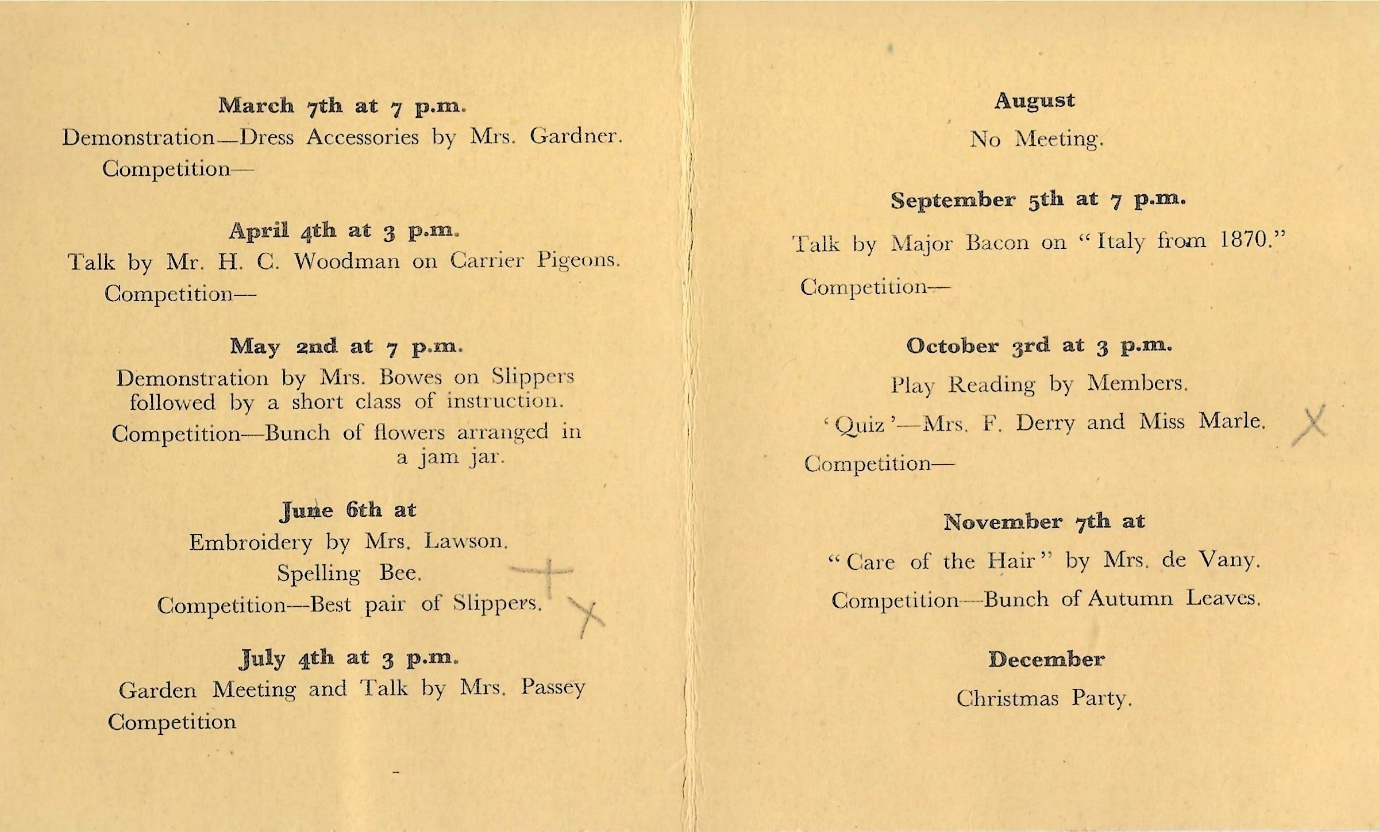 March 7th at 7 p.m.
Demonstration—Dress Accessories by Mrs. Gardner.
Competition—
April 4th at 3 p.m.
Talk by Mr. H. C. Woodman on Carrier Pigeons.
Competition—
May 2nd at 7 p.m.
Demonstration by Mrs. Bowes on Slippers
followed by a short class of instruction.
Competition—Bunch of flowers arranged in
a jam jar.
June 6th at
Embroidery by Mrs. Lawson.
Spelling Bee.
Competition—Best pair of Slippers.
July 4th at 3 p.m.
Garden Meeting and Talk by Mrs. Passey
Competition
August
No Meeting.
September 5th at 7 p.m.
Talk by Major Bacon on “Italy from 1870.”
Competition—
October 3rd at 3 p.m.
Play Reading by Members.
‘Quiz’—Mrs. F. Derry and Miss Marle.
Competition—
November 7th at
“Care of the Hair” by Mrs. de Vany.
Competition—Bunch of Autumn Leaves.
December
Christmas Party.